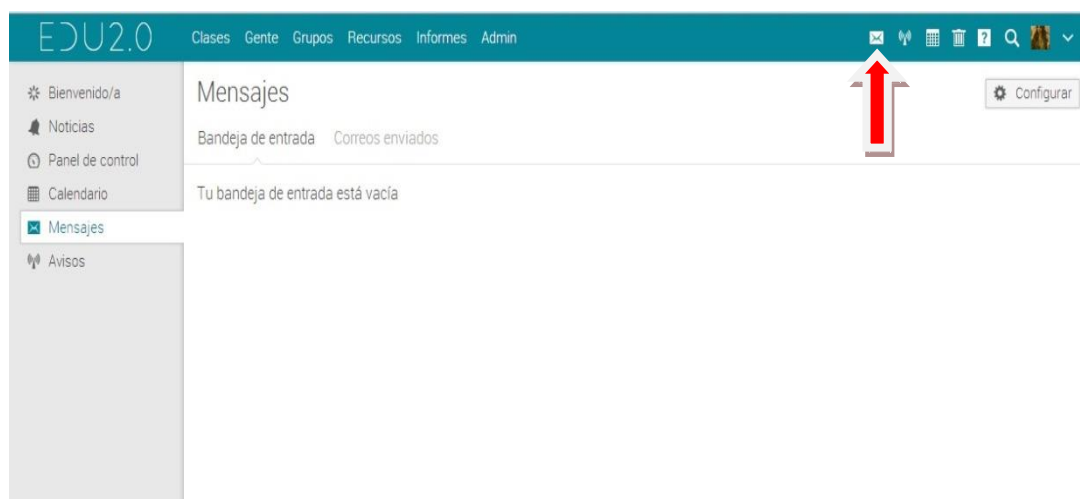 EDU2.0 Clases Gente Grupos Recursos Informes Admin ?
Bienvenido/a
Noticias
Panel de control
Calendario
Mensajes
Avisos
Mensajes
Configurar
Bandeja de entrada Correos enviados
Tu bandeja de entrada está vacía